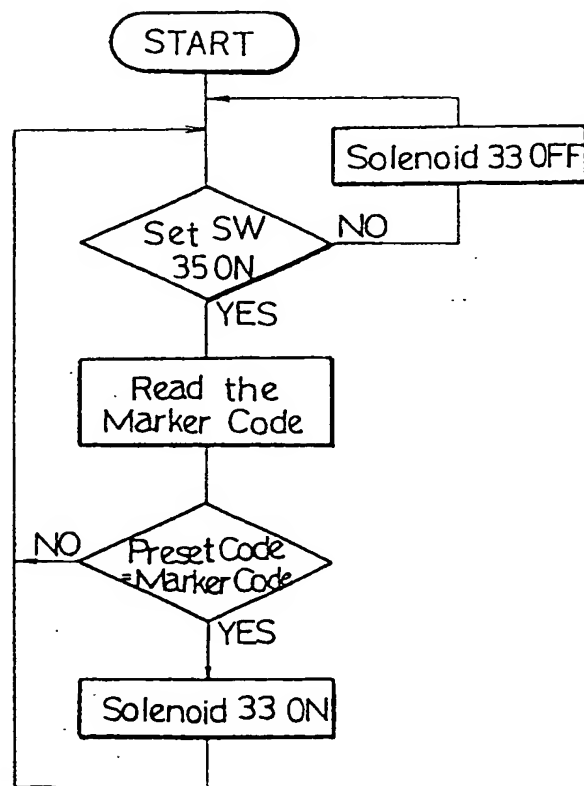 START
Solenoid 33 OFF
Set SW
35 ON
NO
YES
Read the
Marker Code
NO
Preset Code
=Marker Code
YES
Solenoid 33 ON